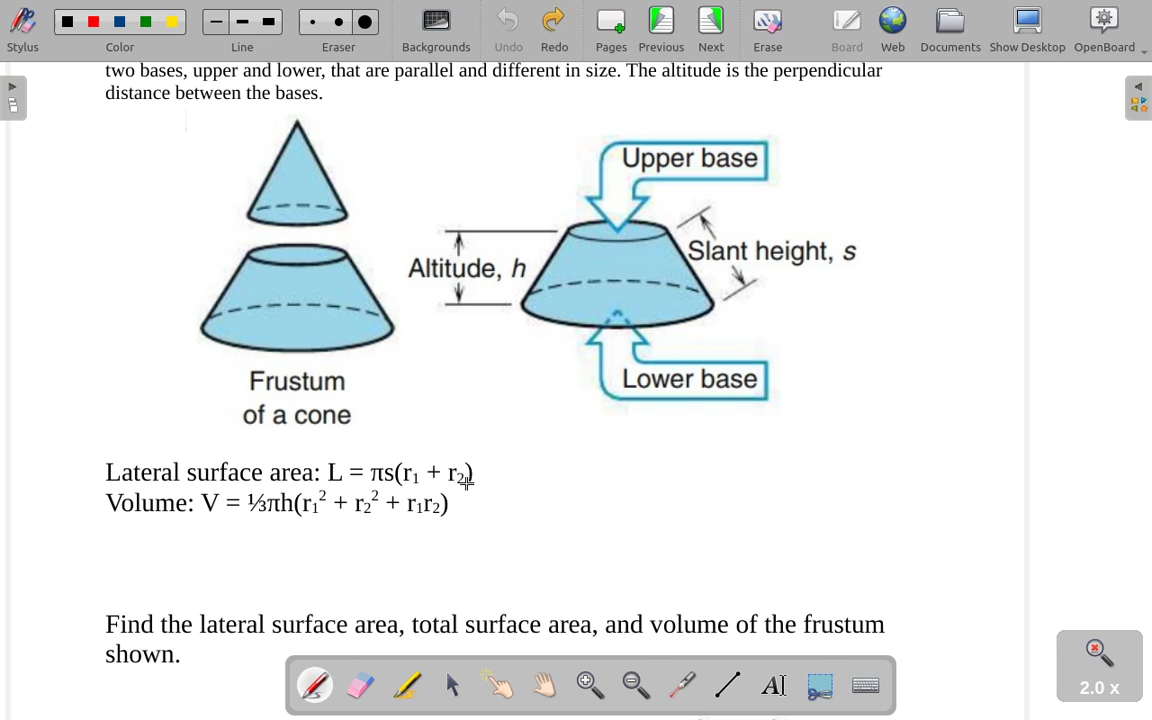 Stylus
Color
Line
Eraser
Backgrounds
Undo
Redo
Pages
Previous
Next
Erase
Board
Web
Documents
Show Desktop
OpenBoard
two bases, upper and lower, that are parallel and different in size. The altitude is the perpendicular
distance between the bases.
Upper base
Altitude, h
Slant height, s
Lower base
Frustum
of a cone
Lateral surface area: L = πs(r₁ + r₂)
Volume: V = ⅓πh(r₁² + r₂² + r₁r₂)
Find the lateral surface area, total surface area, and volume of the frustum
shown.
2.0 x